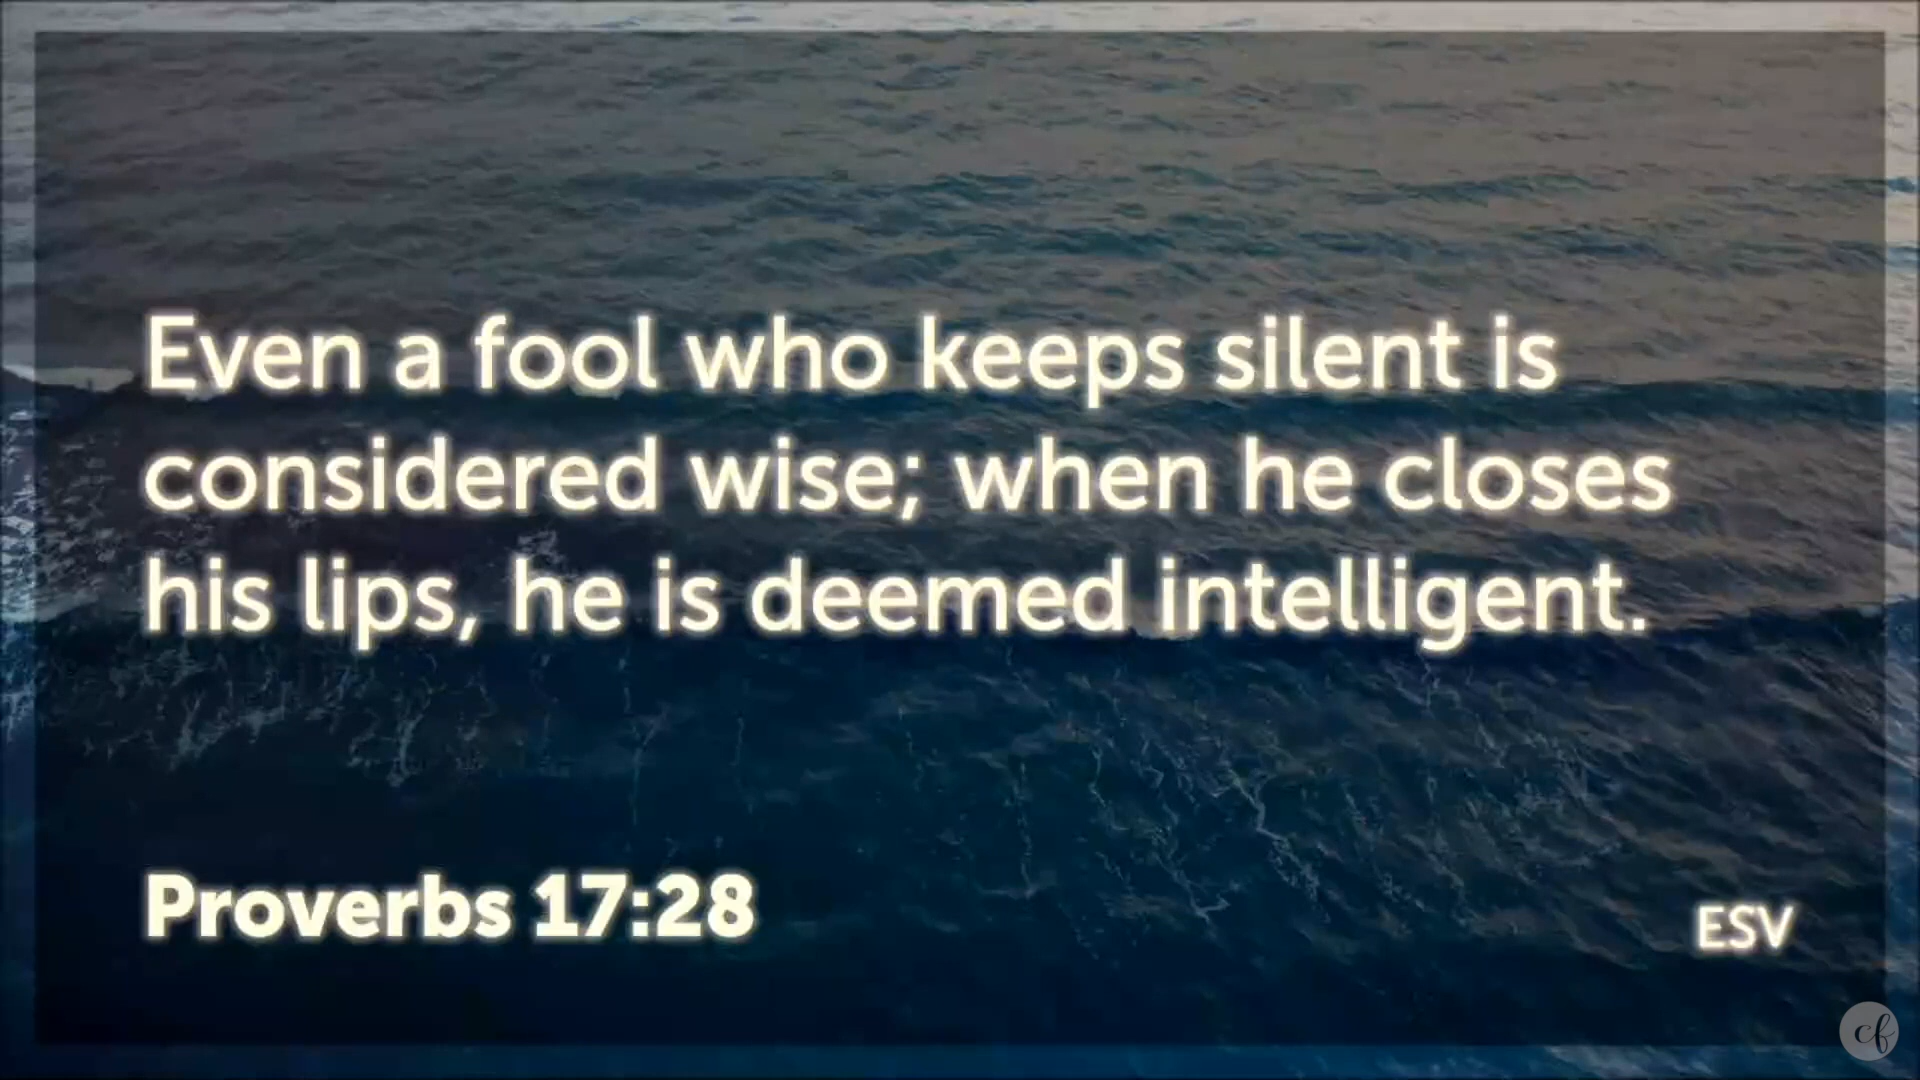 Even a fool who keeps silent is
considered wise; when he closes
his lips, he is deemed intelligent.
Proverbs 17:28
ESV
cf